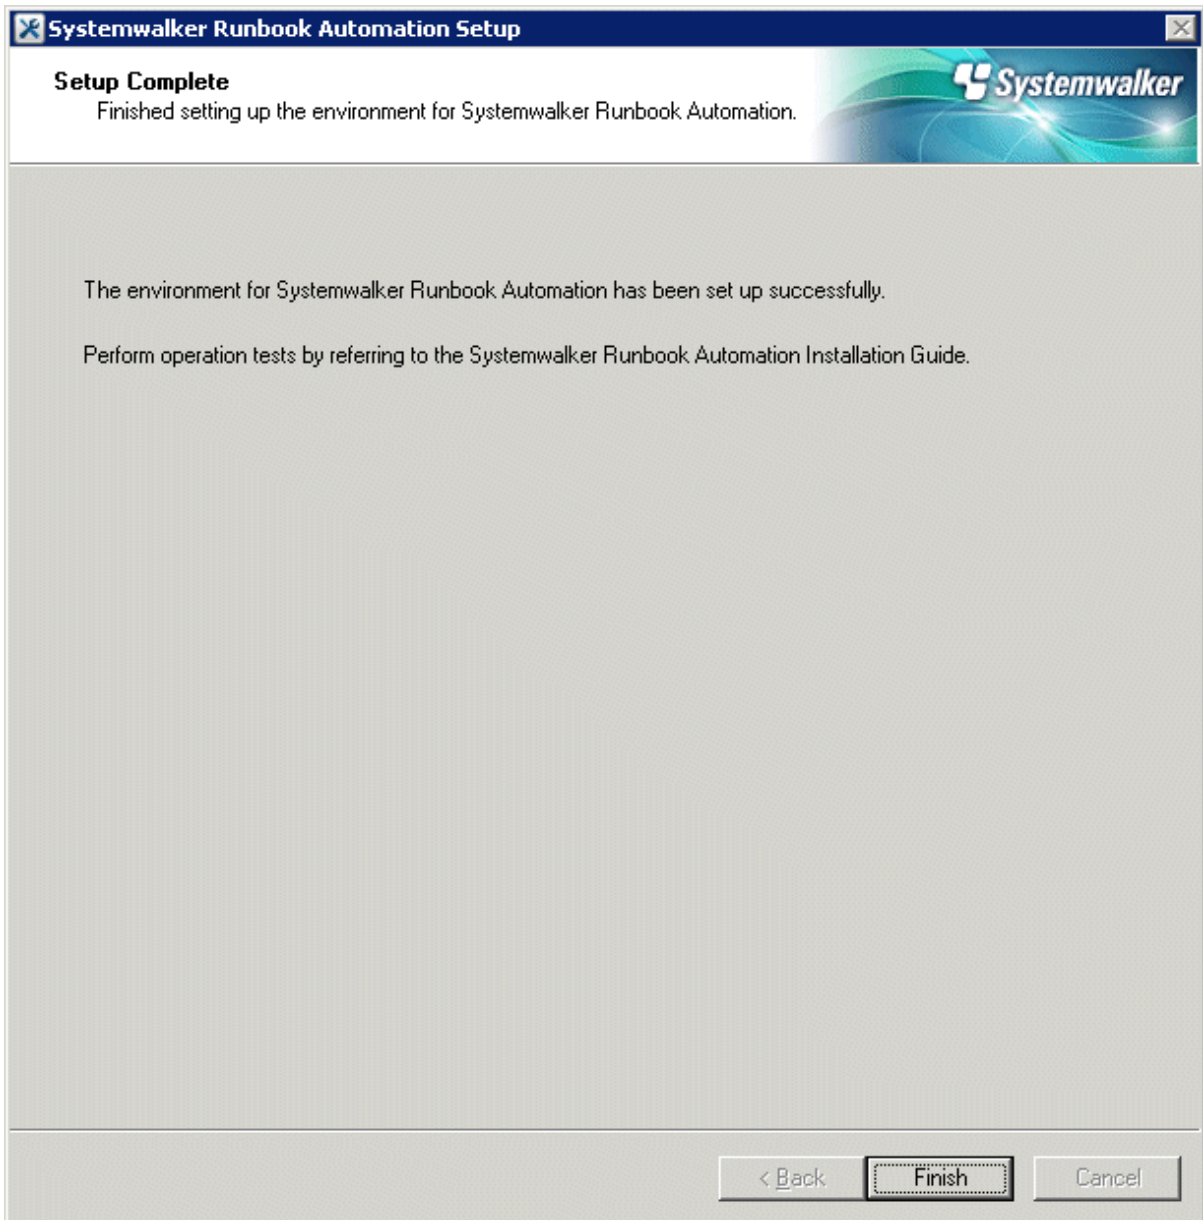 Systemwalker Runbook Automation Setup
Setup Complete
Finished setting up the environment for Systemwalker Runbook Automation.
Systemwalker
The environment for Systemwalker Runbook Automation has been set up successfully.
Perform operation tests by referring to the Systemwalker Runbook Automation Installation Guide.
< Back
Finish
Cancel